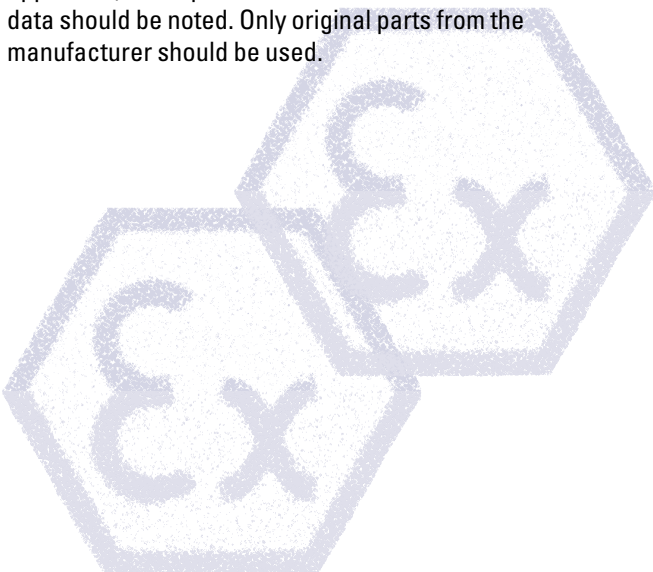 data should be noted. Only original parts from the
manufacturer should be used.
Ex
Ex